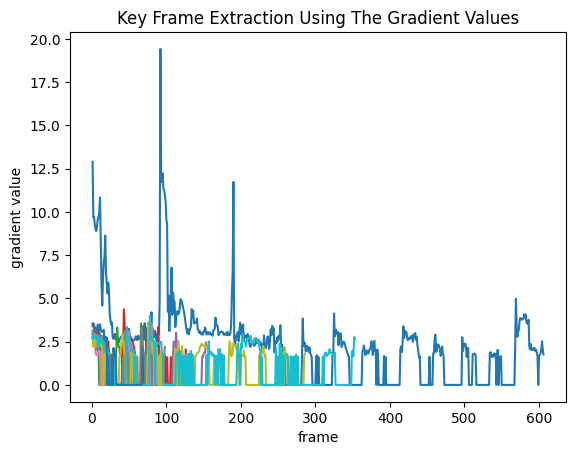 Key Frame Extraction Using The Gradient Values
20.0
17.5
15.0
12.5
10.0
7.5
5.0
2.5
0.0
gradient value
0 100 200 300 400 500 600
frame